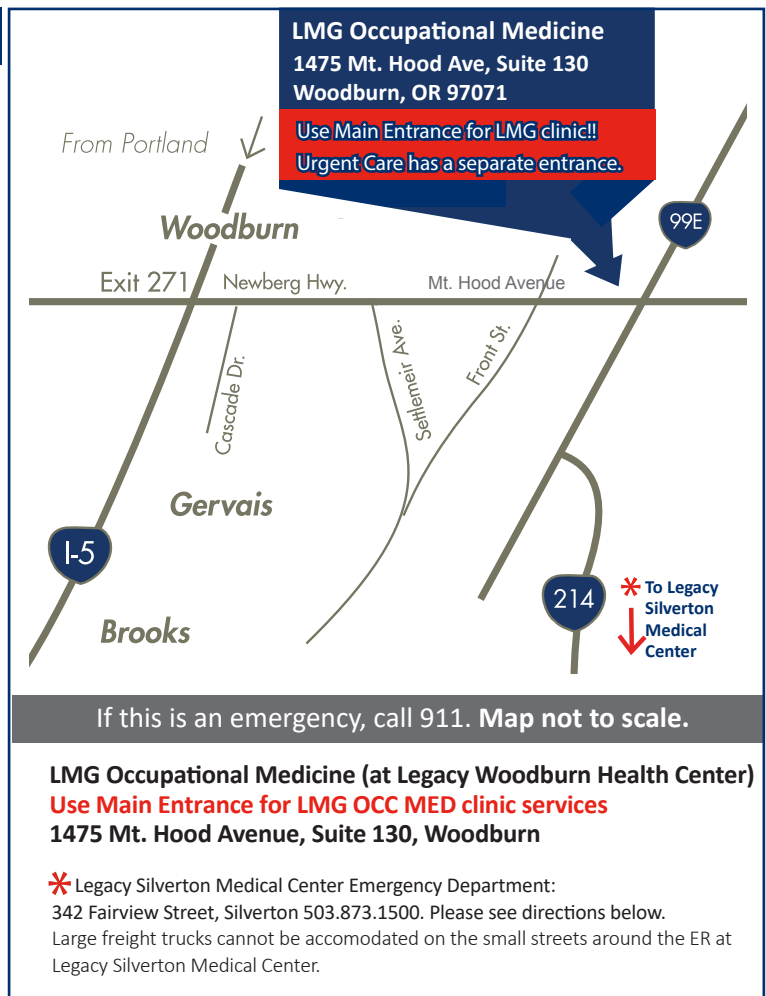 LMG Occupational Medicine
1475 Mt. Hood Ave, Suite 130
Woodburn, OR 97071
Use Main Entrance for LMG clinic!!
Urgent Care has a separate entrance.
From Portland
Woodburn
99E
Exit 271
Newberg Hwy.
Mt. Hood Avenue
Cascade Dr.
Settlemeir Ave.
Front St.
Gervais
I-5
Brooks
214
* To Legacy
Silverton
Medical
Center
If this is an emergency, call 911. Map not to scale.
LMG Occupational Medicine (at Legacy Woodburn Health Center)
Use Main Entrance for LMG OCC MED clinic services
1475 Mt. Hood Avenue, Suite 130, Woodburn
* Legacy Silverton Medical Center Emergency Department:
342 Fairview Street, Silverton 503.873.1500. Please see directions below.
Large freight trucks cannot be accomodated on the small streets around the ER at
Legacy Silverton Medical Center.